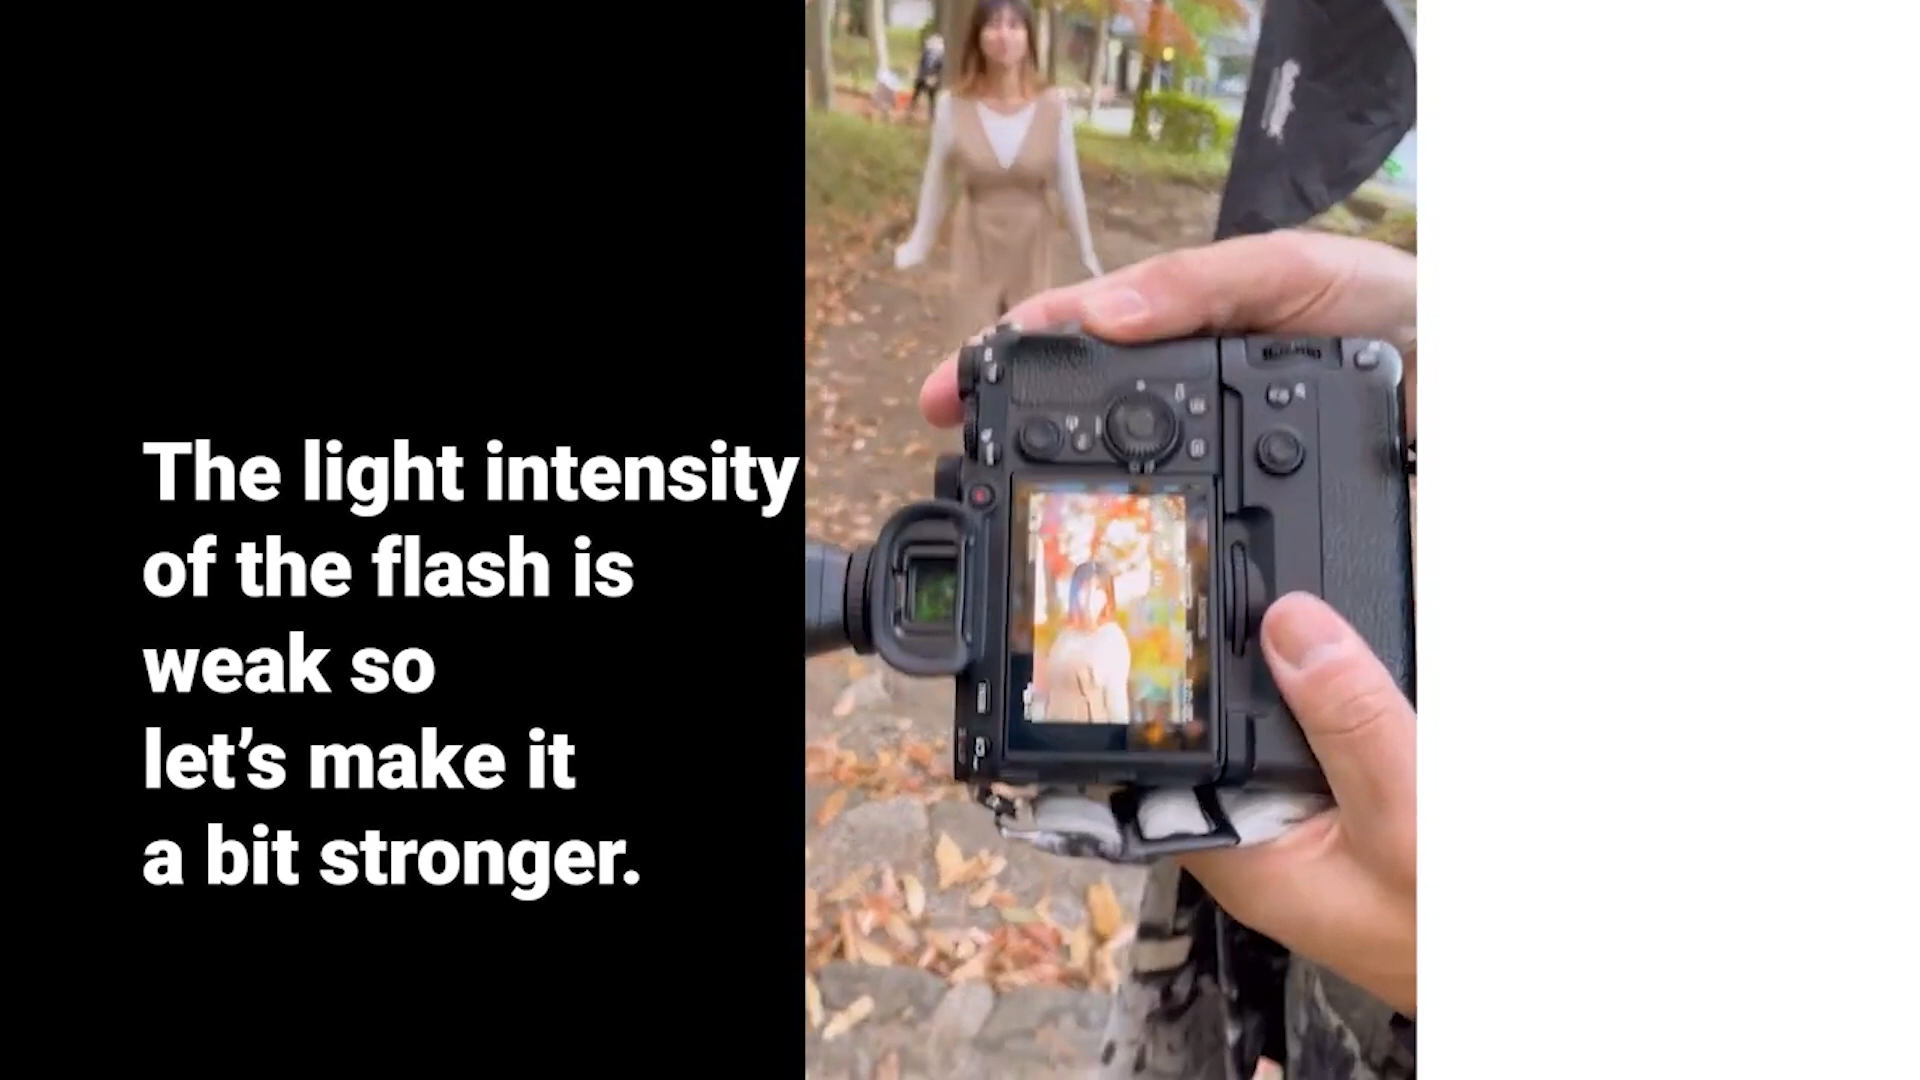 The light intensity
of the flash is
weak so
let’s make it
a bit stronger.